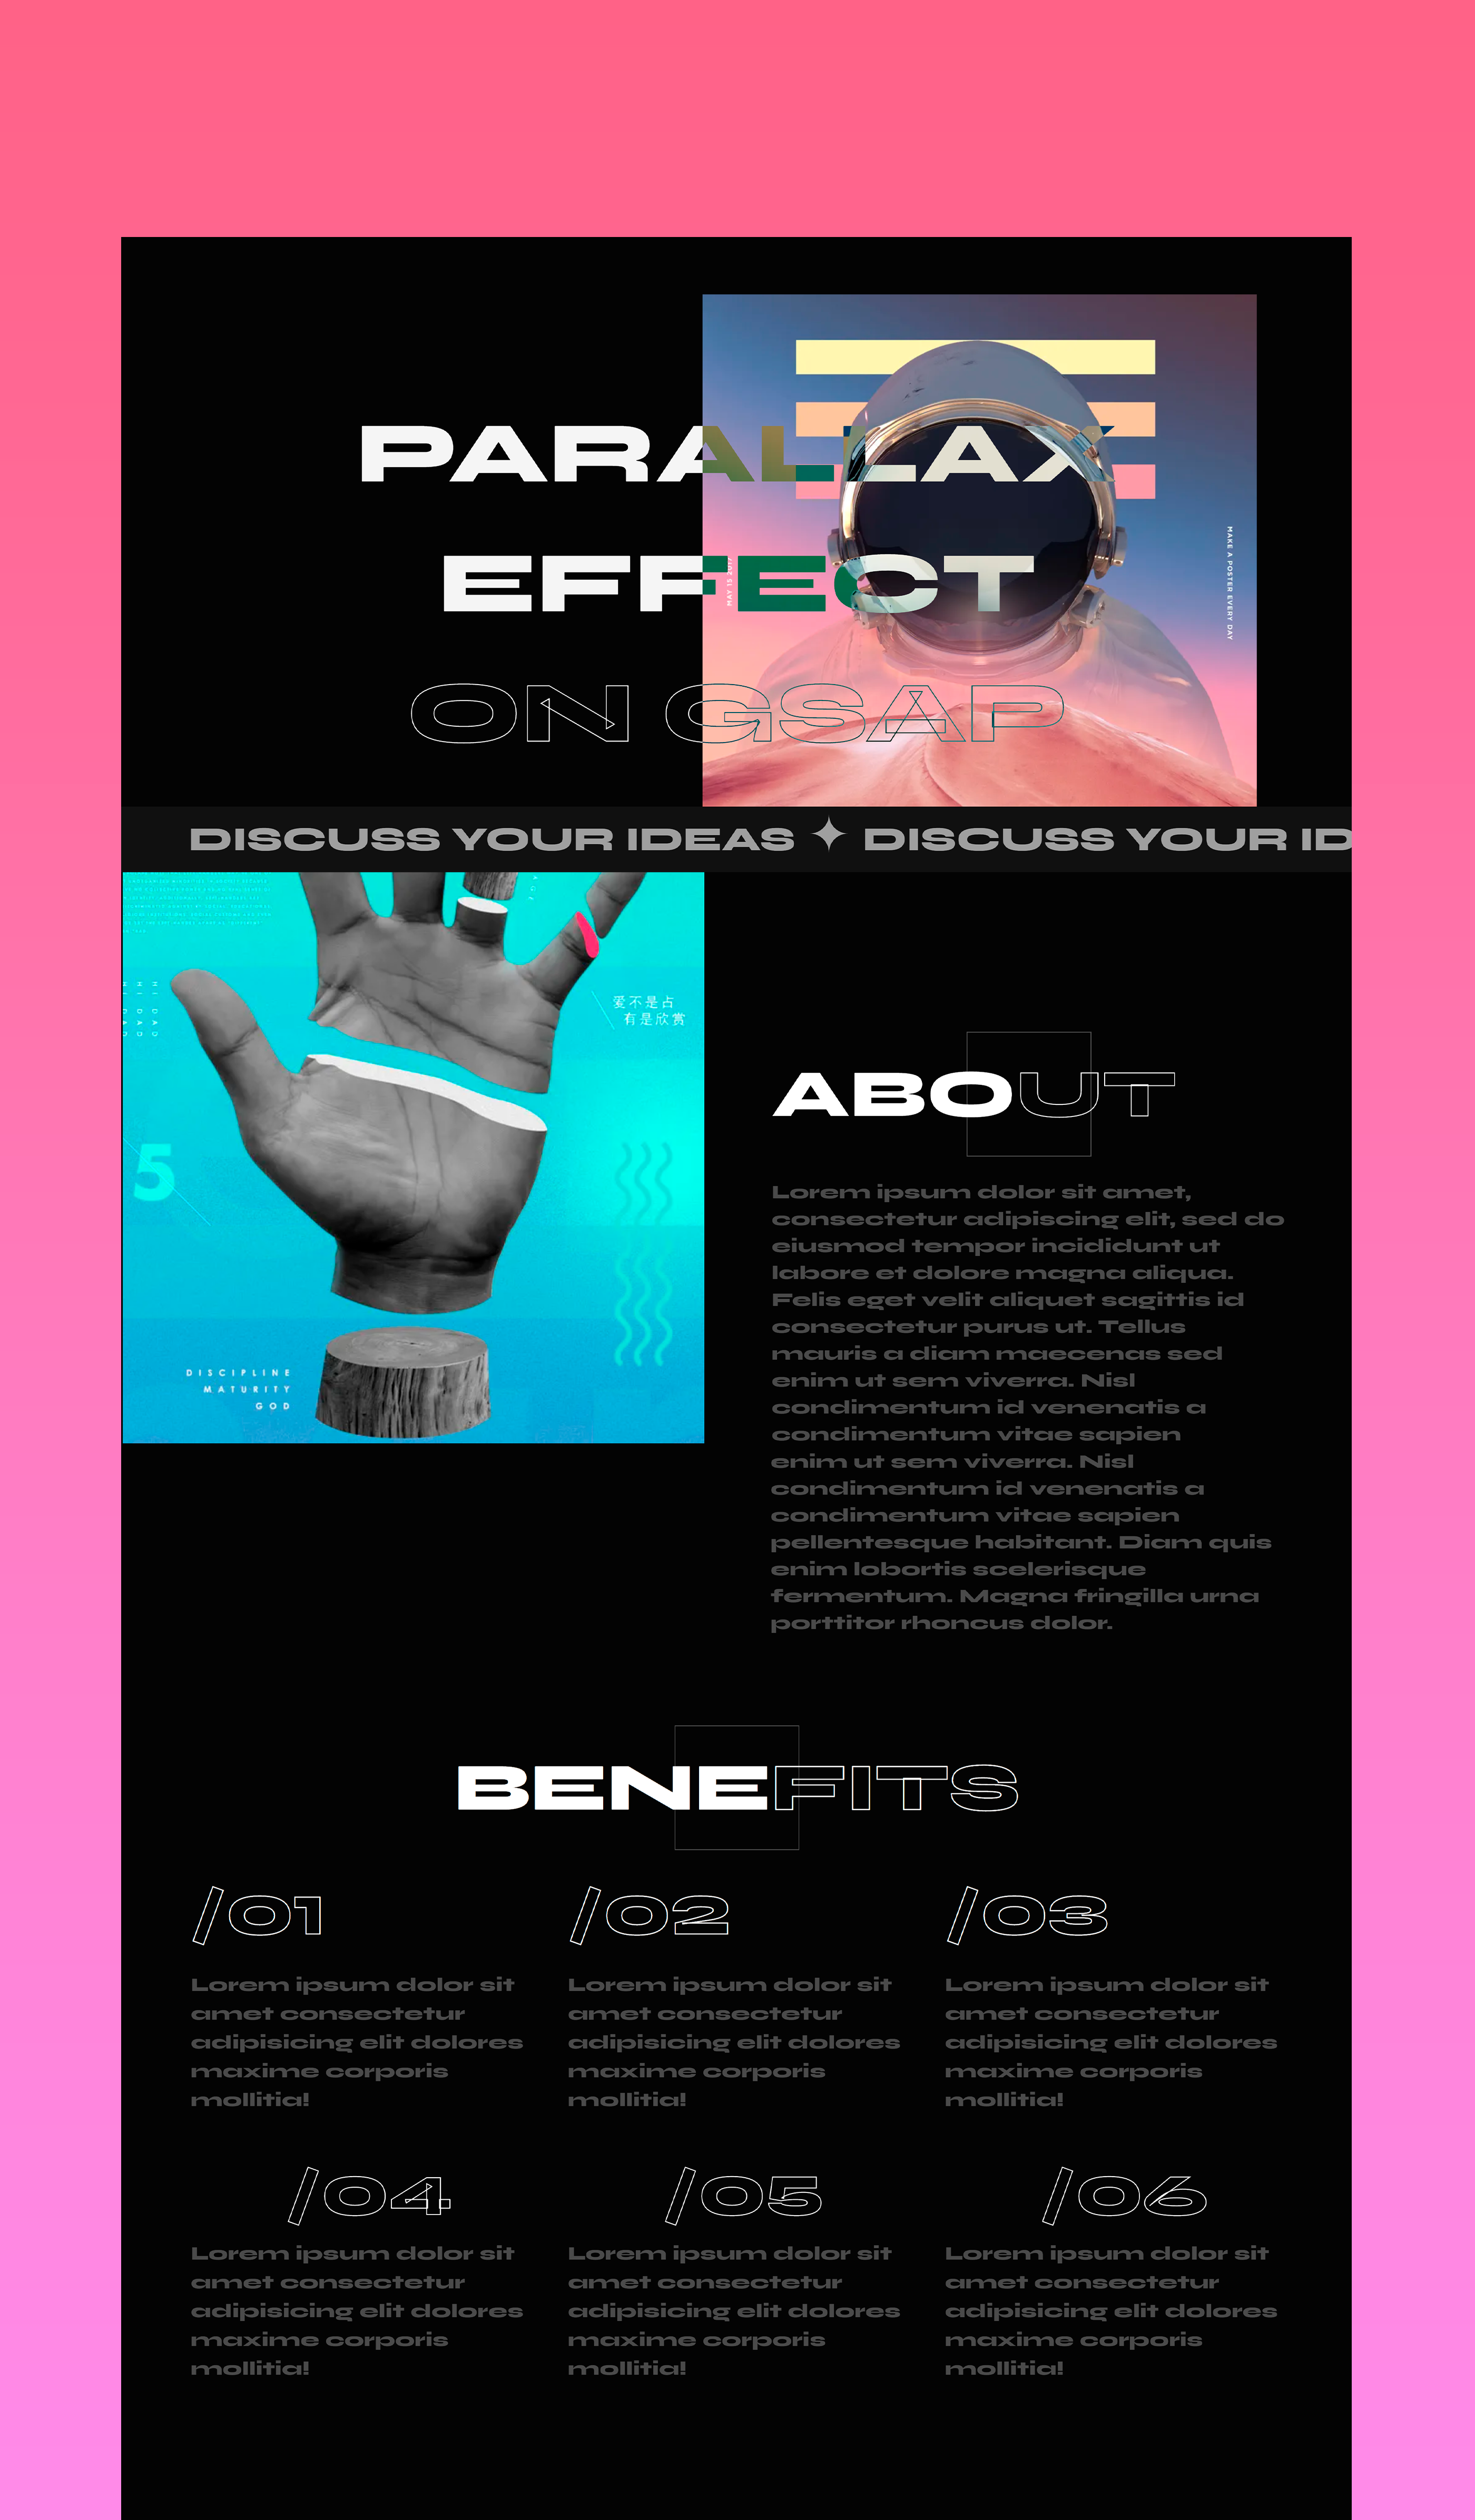 PARALLAX
EFFECT
ON GSAP
MAY 15 2017
MAKE A POSTER EVERY DAY
DISCUSS YOUR IDEAS ✦ DISCUSS YOUR ID
HI DAD
HI DAD
HI DAD
爱不是占
有是欣赏
5
DISCIPLINE
MATURITY
GOD
ABOUT
Lorem ipsum dolor sit amet,
consectetur adipiscing elit, sed do
eiusmod tempor incididunt ut
labore et dolore magna aliqua.
Felis eget velit aliquet sagittis id
consectetur purus ut. Tellus
mauris a diam maecenas sed
enim ut sem viverra. Nisl
condimentum id venenatis a
condimentum vitae sapien
enim ut sem viverra. Nisl
condimentum id venenatis a
condimentum vitae sapien
pellentesque habitant. Diam quis
enim lobortis scelerisque
fermentum. Magna fringilla urna
porttitor rhoncus dolor.
BENEFITS
/01 /02 /03
Lorem ipsum dolor sit
amet consectetur
adipisicing elit dolores
maxime corporis
mollitia!
Lorem ipsum dolor sit
amet consectetur
adipisicing elit dolores
maxime corporis
mollitia!
Lorem ipsum dolor sit
amet consectetur
adipisicing elit dolores
maxime corporis
mollitia!
/04 /05 /06
Lorem ipsum dolor sit
amet consectetur
adipisicing elit dolores
maxime corporis
mollitia!
Lorem ipsum dolor sit
amet consectetur
adipisicing elit dolores
maxime corporis
mollitia!
Lorem ipsum dolor sit
amet consectetur
adipisicing elit dolores
maxime corporis
mollitia!